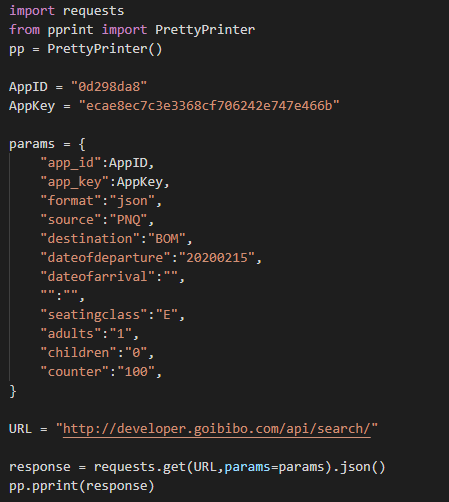 import requests
from pprint import PrettyPrinter
pp = PrettyPrinter()

AppID = "0d298da8"
AppKey = "ecae8ec7c3e3368cf706242e747e466b"

params = {
    "app_id":AppID,
    "app_key":AppKey,
    "format":"json",
    "source":"PNQ",
    "destination":"BOM",
    "dateofdeparture":"20200215",
    "dateofarrival":"",
    "":"",
    "seatingclass":"E",
    "adults":"1",
    "children":"0",
    "counter":"100",
}

URL = "http://developer.goibibo.com/api/search/"

response = requests.get(URL,params=params).json()
pp.pprint(response)